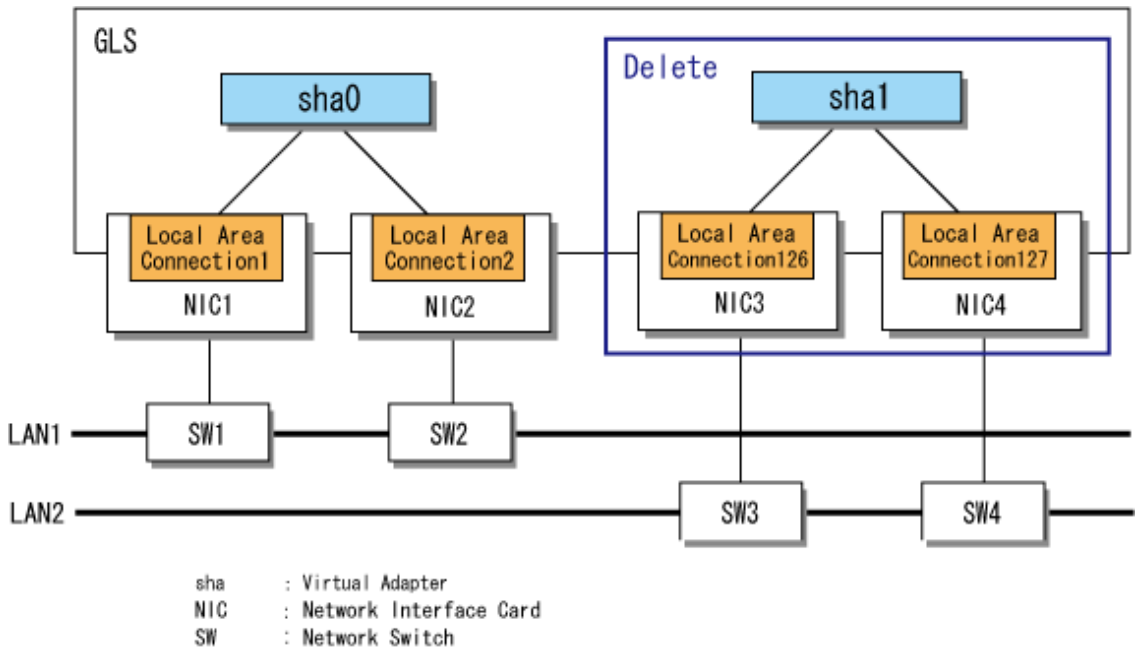 GLS
Delete
sha0
sha1
Local Area
Connection1
Local Area
Connection2
Local Area
Connection126
Local Area
Connection127
NIC1
NIC2
NIC3
NIC4
LAN1
SW1
SW2
LAN2
SW3
SW4
sha : Virtual Adapter
NIC : Network Interface Card
SW : Network Switch